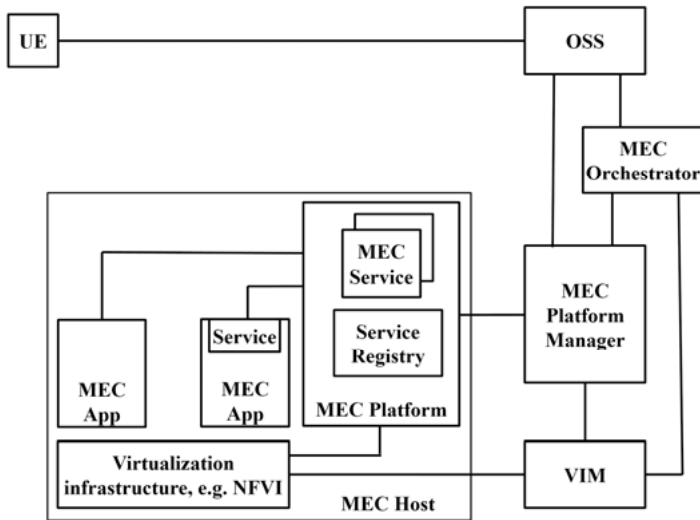 UE
OSS
MEC
Orchestrator
MEC
Service
MEC
Platform
Manager
Service
Service
Registry
MEC
App
MEC
App
MEC Platform
Virtualization
infrastructure, e.g. NFVI
VIM
MEC Host